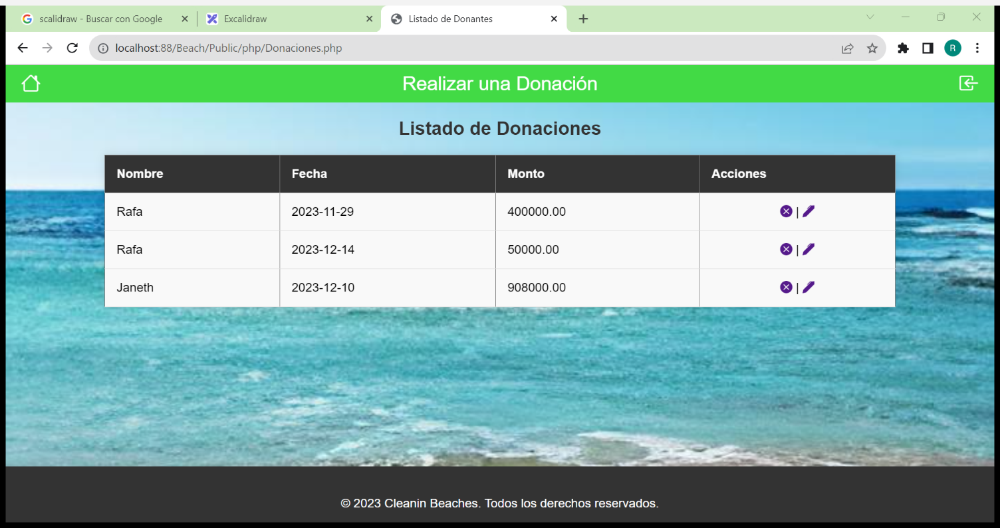 scalidraw - Buscar con Google
Excalidraw
Listado de Donantes
localhost:88/Beach/Public/php/Donaciones.php
R
Realizar una Donación
Listado de Donaciones
Nombre Fecha Monto Acciones
Rafa 2023-11-29 400000.00 |
Rafa 2023-12-14 50000.00 |
Janeth 2023-12-10 908000.00 |
© 2023 Cleanin Beaches. Todos los derechos reservados.